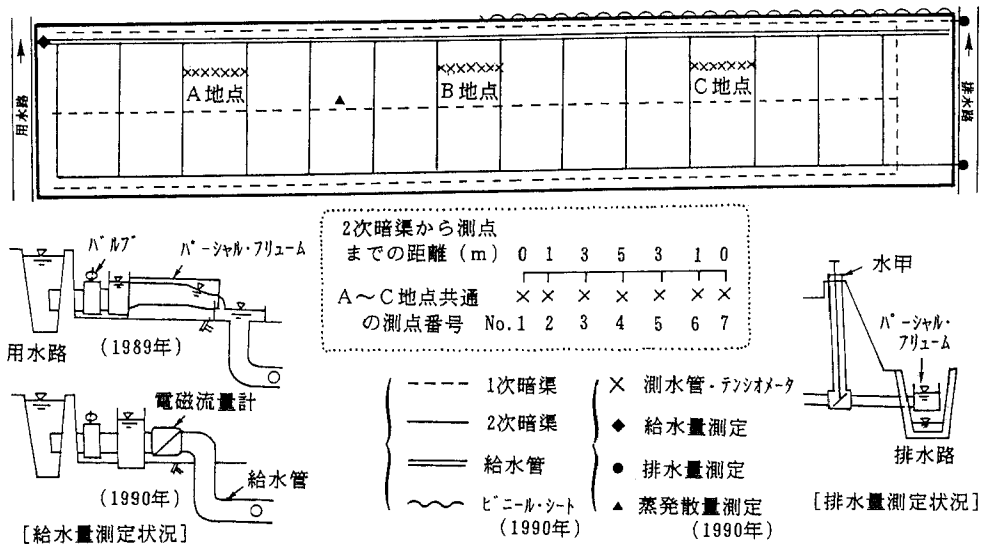 用水路
A地点
B地点
C地点
排水路
2次暗渠から測点
までの距離(m) 0 1 3 5 3 1 0
A〜C地点共通
の測点番号 No.1 2 3 4 5 6 7
バルブ
パーシャル・フリューム
用水路
(1989年)
電磁流量計
給水管
(1990年)
[給水量測定状況]
1次暗渠
2次暗渠
給水管
ビニール・シート
(1990年)
測水管・テンシオメータ
給水量測定
排水量測定
蒸発散量測定
(1990年)
水甲
パーシャル・
フリューム
排水路
[排水量測定状況]